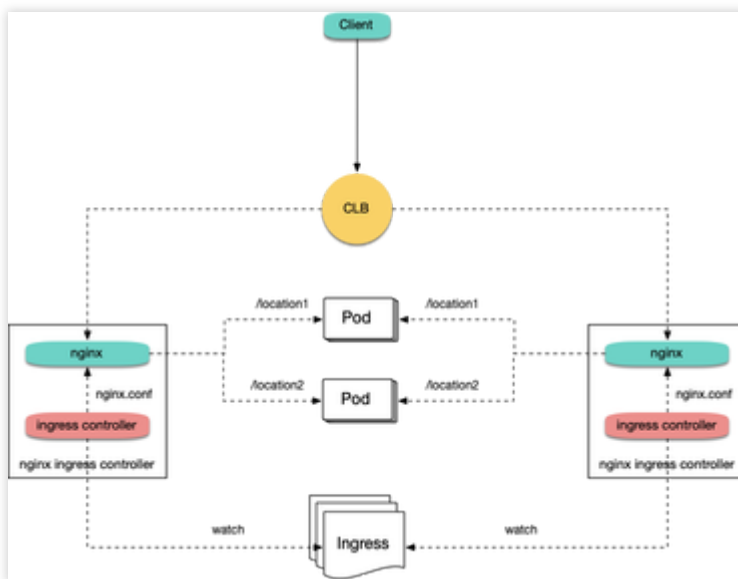 Client
CLB
/location1
/location1
Pod
nginx
nginx
/location2
/location2
Pod
nginx.conf
nginx.conf
ingress controller
ingress controller
nginx ingress controller
nginx ingress controller
watch
watch
Ingress